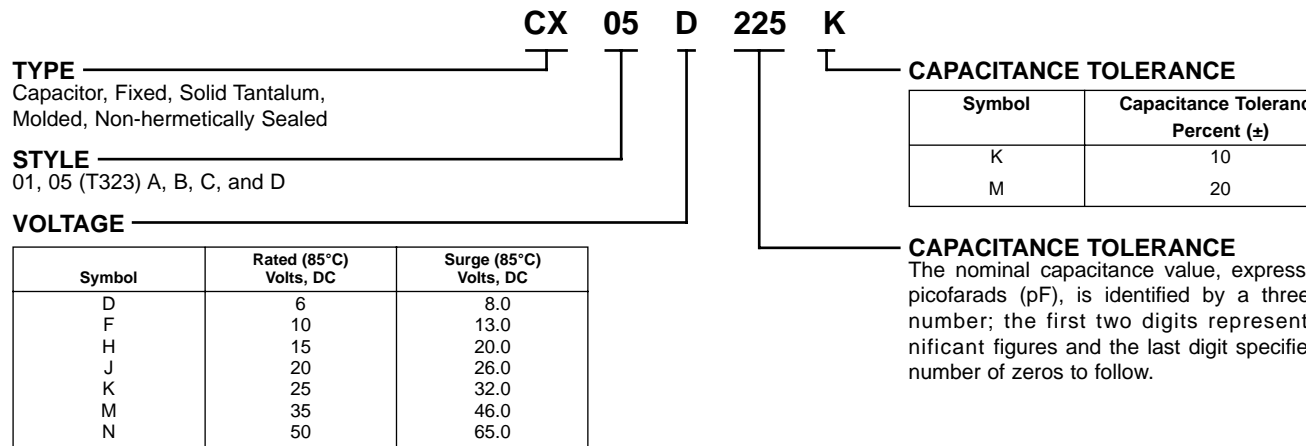 CX 05 D 225 K
TYPE
Capacitor, Fixed, Solid Tantalum,
Molded, Non-hermetically Sealed
STYLE
01, 05 (T323) A, B, C, and D
VOLTAGE
Symbol Rated (85°C) Volts, DC Surge (85°C) Volts, DC
D 6 8.0
F 10 13.0
H 15 20.0
J 20 26.0
K 25 32.0
M 35 46.0
N 50 65.0
CAPACITANCE TOLERANCE
Symbol Capacitance Toleranc
Percent (±)
K 10
M 20
CAPACITANCE TOLERANCE
The nominal capacitance value, express
picofarads (pF), is identified by a three
number; the first two digits represent
nificant figures and the last digit specifie
number of zeros to follow.